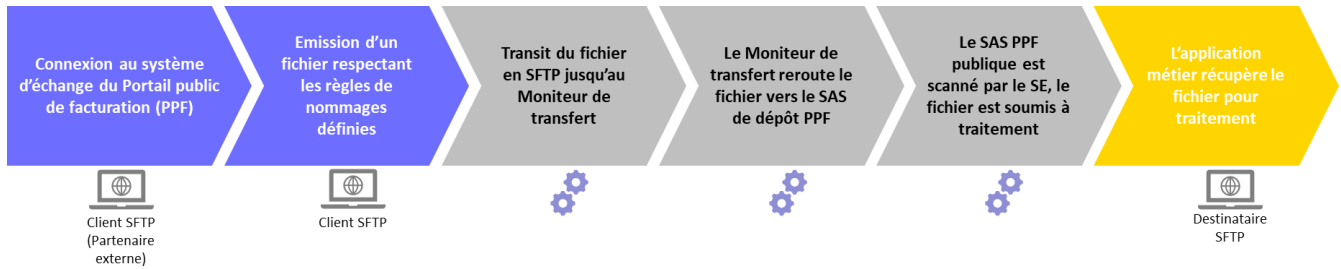 Connexion au système
d'échange du Portail public
de facturation (PPF)
Emission d'un
fichier respectant
les règles de
nommages
définies
Transit du fichier
en SFTP jusqu'au
Moniteur de
transfert
Le Moniteur de
transfert reroute le
fichier vers le SAS
de dépôt PPF
Le SAS PPF
publique est
scanné par le SE, le
fichier est soumis à
traitement
L'application
métier récupère le
fichier pour
traitement
Client SFTP
(Partenaire
externe)
Client SFTP
Destinataire
SFTP